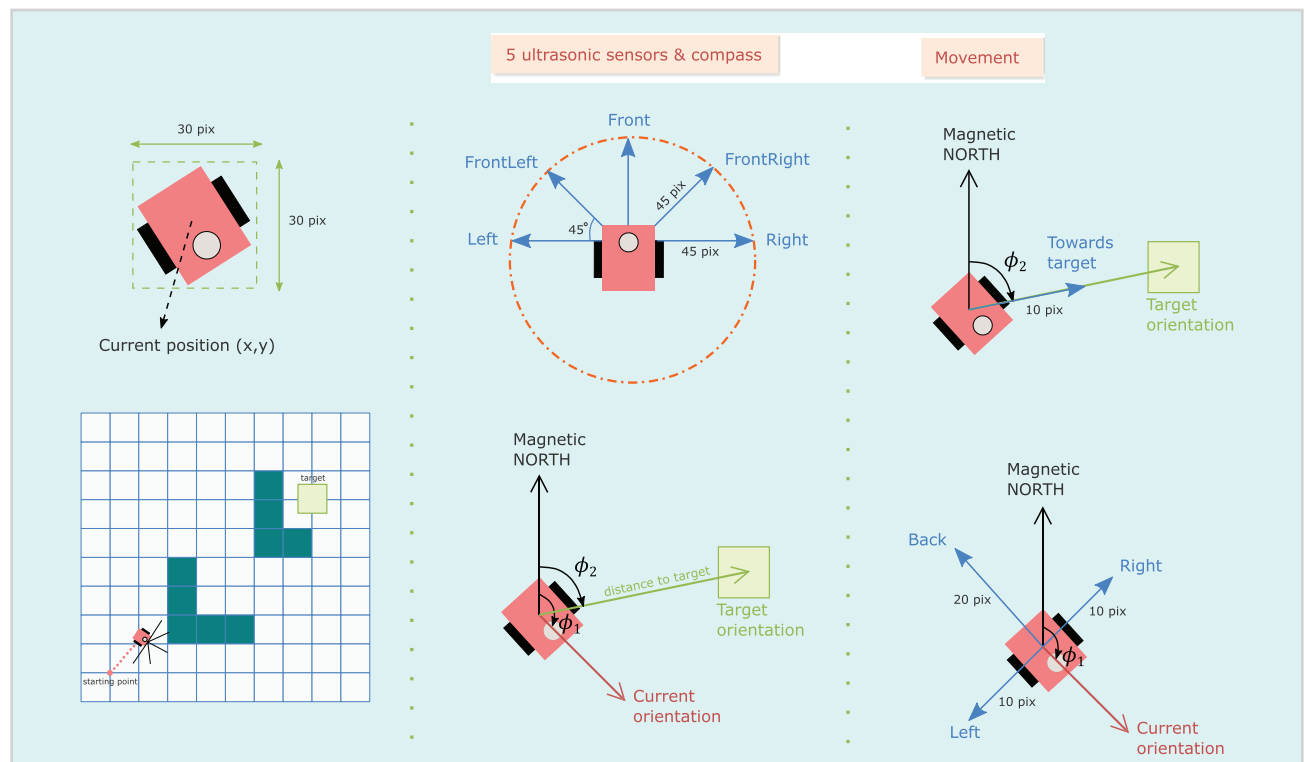 5 ultrasonic sensors & compass
Movement
30 pix
30 pix
Current position (x,y)
target
starting point
Front
FrontLeft
FrontRight
45 pix
45°
Left
Right
45 pix
Magnetic
NORTH
ϕ2
distance to target
ϕ1
Target
orientation
Current
orientation
Magnetic
NORTH
ϕ2
Towards
target
10 pix
Target
orientation
Magnetic
NORTH
Back
Right
20 pix
10 pix
ϕ1
10 pix
Left
Current
orientation